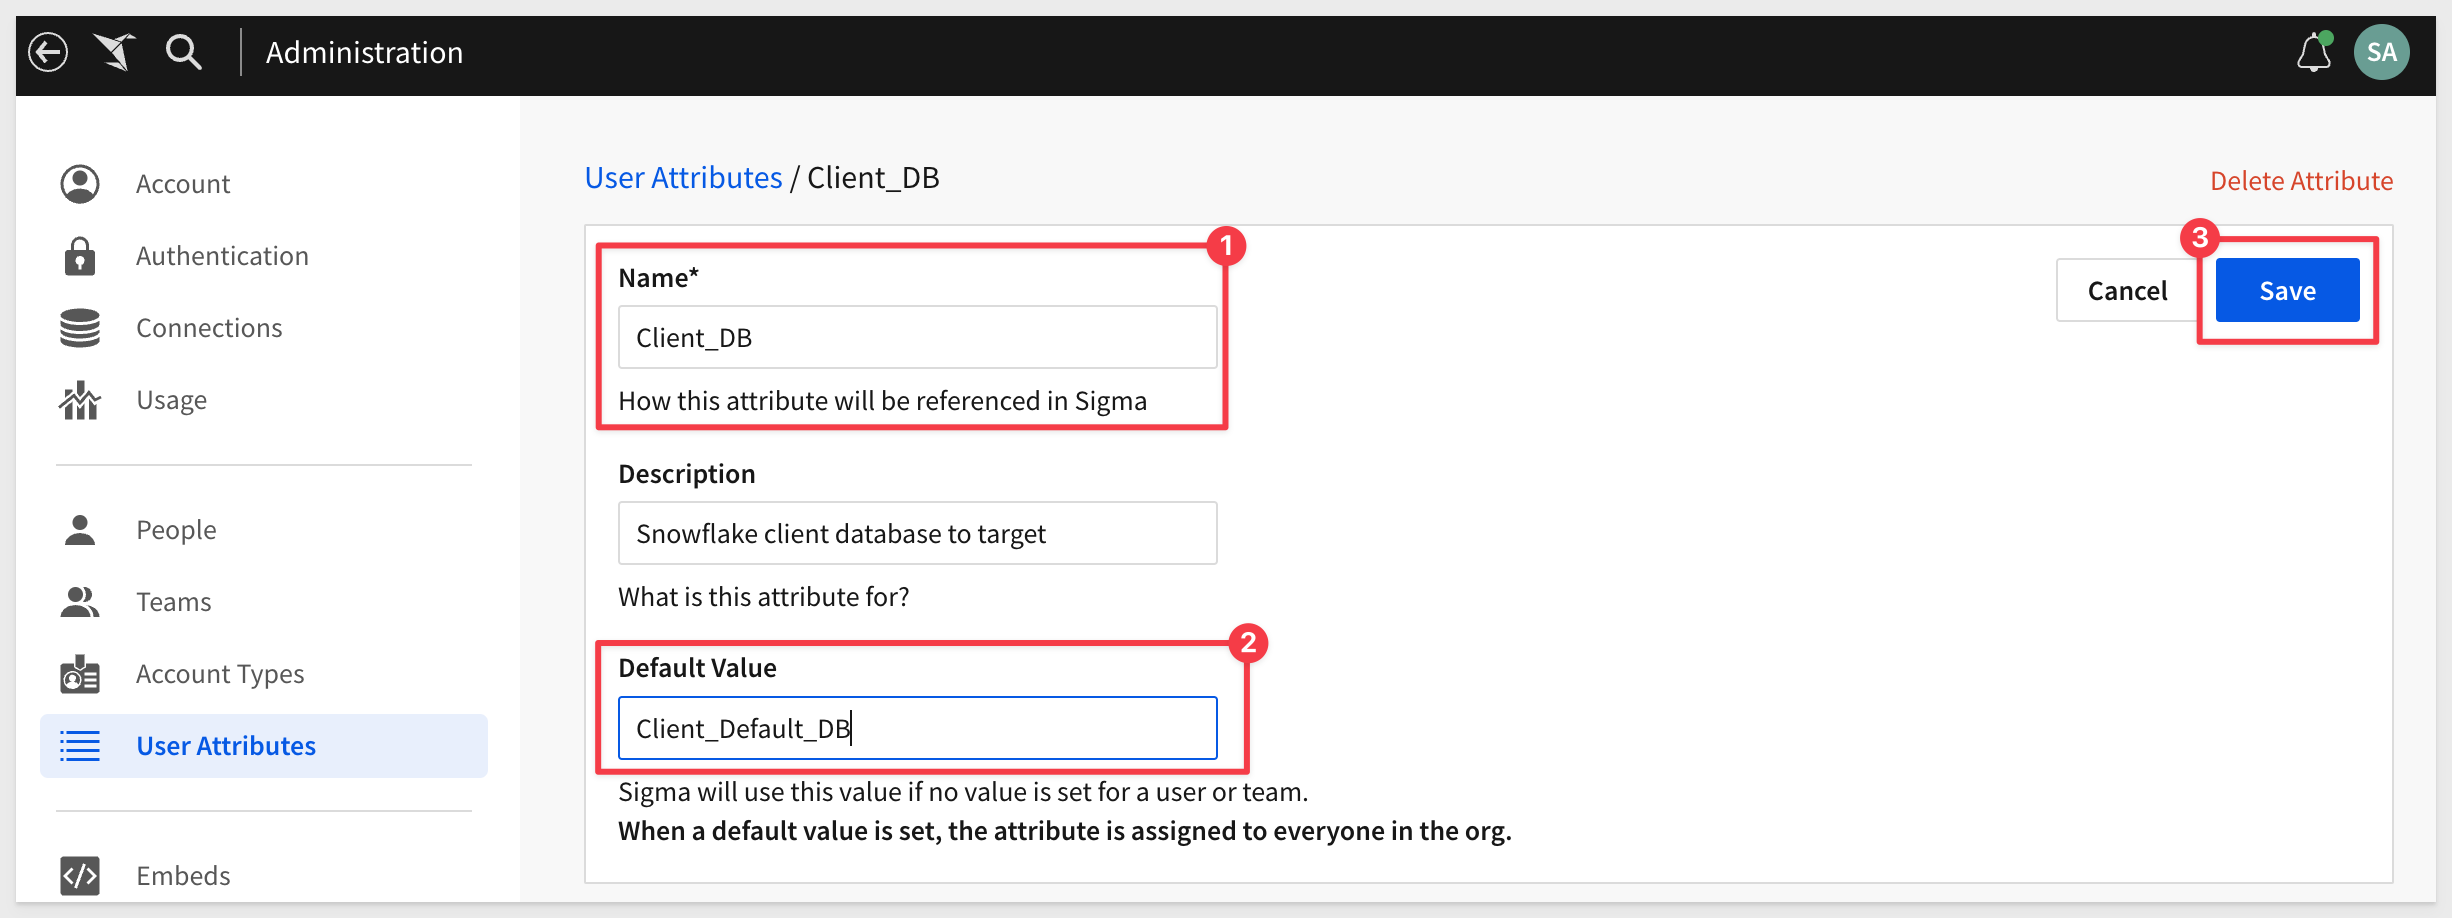 Administration
SA
Account
Authentication
Connections
Usage
People
Teams
Account Types
User Attributes
Embeds
User Attributes / Client_DB
Delete Attribute
1
Name*
Client_DB
How this attribute will be referenced in Sigma
3
Cancel
Save
Description
Snowflake client database to target
What is this attribute for?
2
Default Value
Client_Default_DB
Sigma will use this value if no value is set for a user or team.
When a default value is set, the attribute is assigned to everyone in the org.